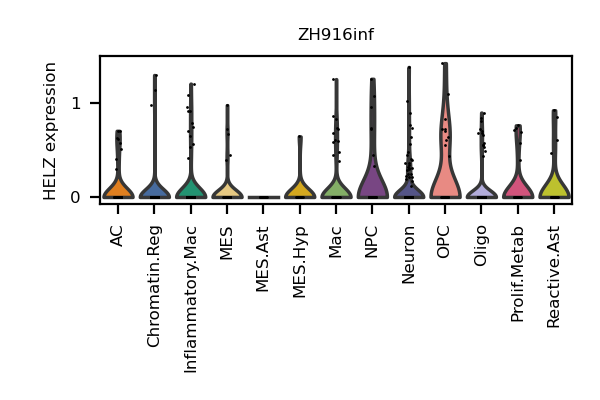 ZH916inf
HELZ expression
1
0
AC
Chromatin.Reg
Inflammatory.Mac
MES
MES.Ast
MES.Hyp
Mac
NPC
Neuron
OPC
Oligo
Prolif.Metab
Reactive.Ast